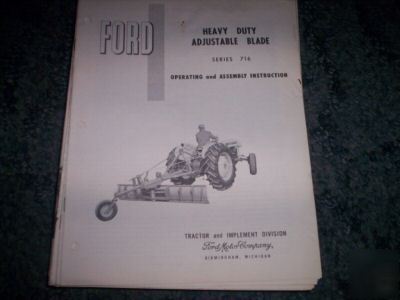 FORD
HEAVY DUTY
ADJUSTABLE BLADE
SERIES 716
OPERATING and ASSEMBLY INSTRUCTION
TRACTOR and IMPLEMENT DIVISION
Ford Motor Company,
BIRMINGHAM, MICHIGAN